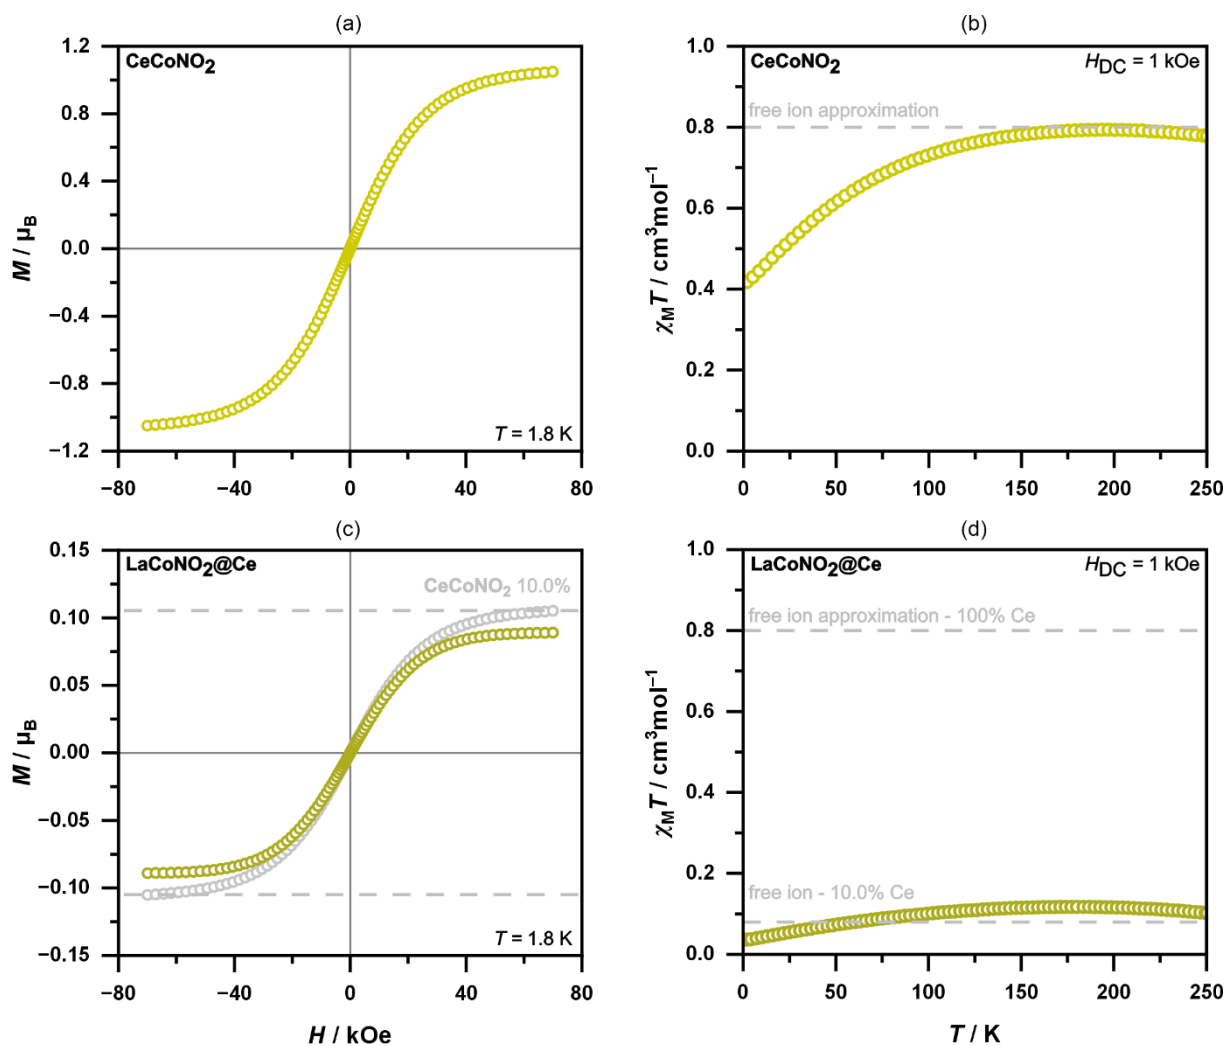 (a)
CeCoNO₂
1.2
0.8
0.4
0.0
−0.4
−0.8
−1.2
M / μB
T = 1.8 K
−80 −40 0 40 80
(b)
CeCoNO₂
HDC = 1 kOe
free ion approximation
1.0
0.8
0.6
0.4
0.2
0.0
χMT / cm³mol⁻¹
0 50 100 150 200 250
(c)
LaCoNO₂@Ce
CeCoNO₂ 10.0%
0.15
0.10
0.05
0.00
−0.05
−0.10
−0.15
M / μB
T = 1.8 K
−80 −40 0 40 80
H / kOe
(d)
LaCoNO₂@Ce
HDC = 1 kOe
free ion approximation - 100% Ce
free ion - 10.0% Ce
1.0
0.8
0.6
0.4
0.2
0.0
χMT / cm³mol⁻¹
0 50 100 150 200 250
T / K